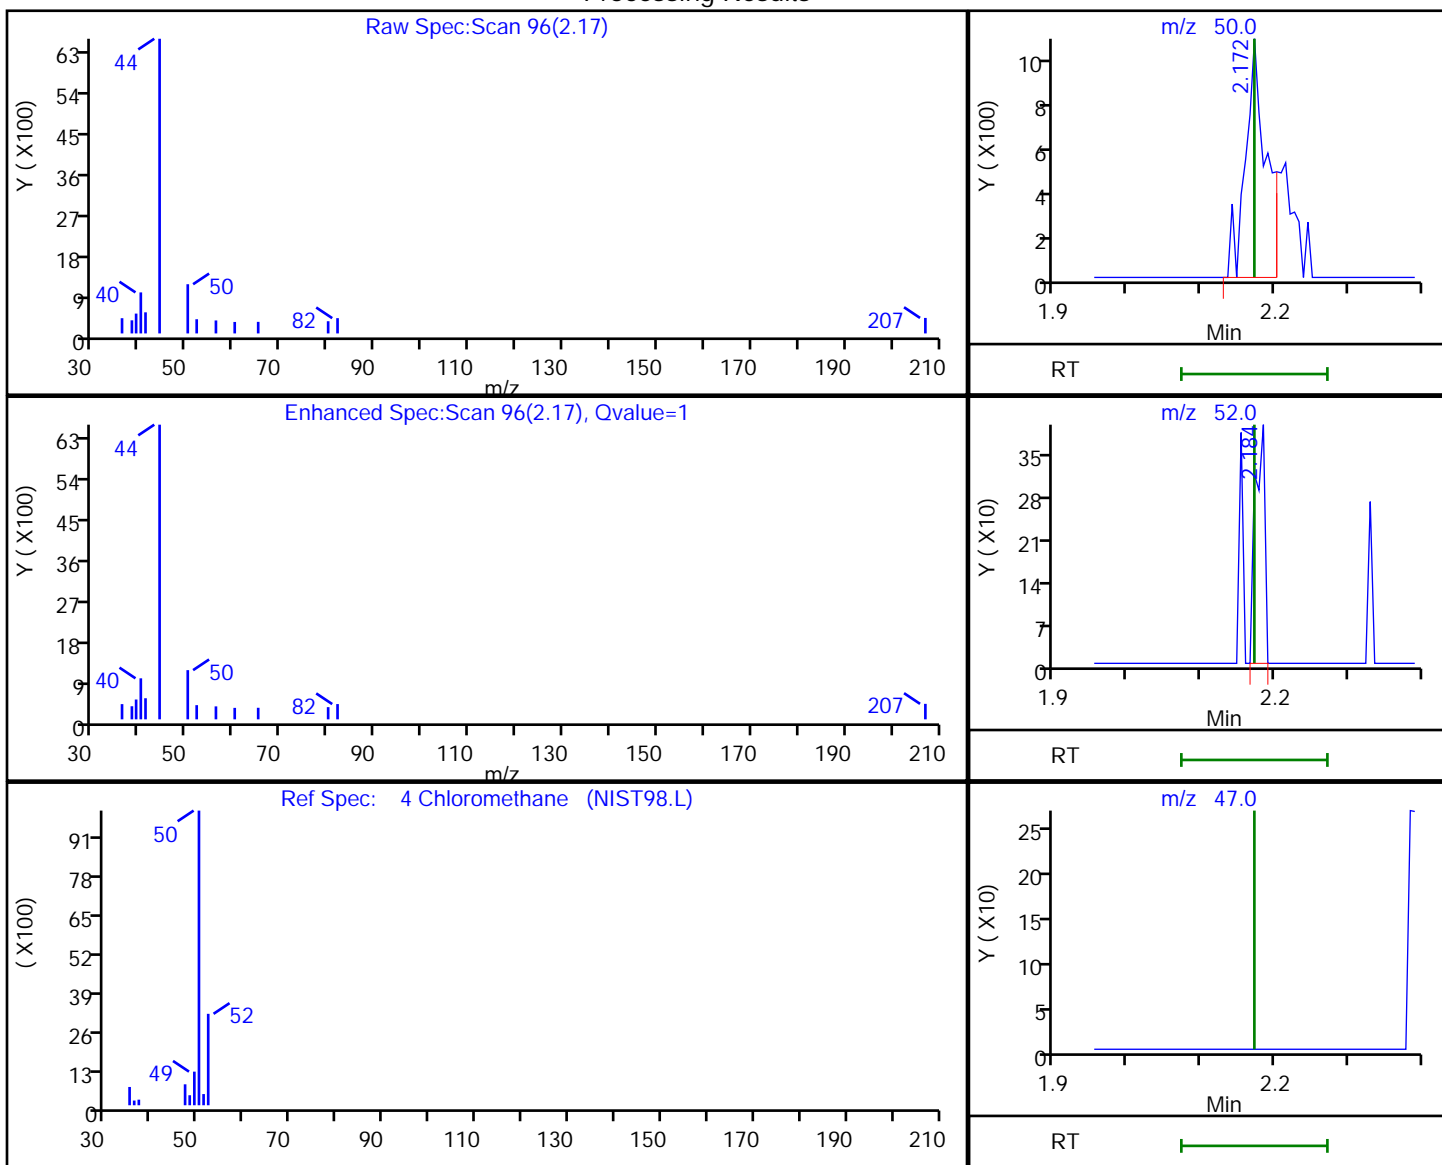 Processing Results
Raw Spec:Scan 96(2.17)
Y ( X100)
63
54
45
36
27
18
9
0
44
40
50
82
207
30 50 70 90 110 130 150 170 190 210
m/z
m/z 50.0
Y ( X100)
10
8
6
4
2
0
2.172
1.9 2.2
Min
RT
Enhanced Spec:Scan 96(2.17), Qvalue=1
Y ( X100)
63
54
45
36
27
18
9
0
44
40
50
82
207
30 50 70 90 110 130 150 170 190 210
m/z
m/z 52.0
Y ( X10)
35
28
21
14
7
0
2.184
1.9 2.2
Min
RT
Ref Spec: 4 Chloromethane (NIST98.L)
( X100)
91
78
65
52
39
26
13
0
50
52
49
30 50 70 90 110 130 150 170 190 210
m/z 47.0
Y ( X10)
25
20
15
10
5
0
1.9 2.2
Min
RT